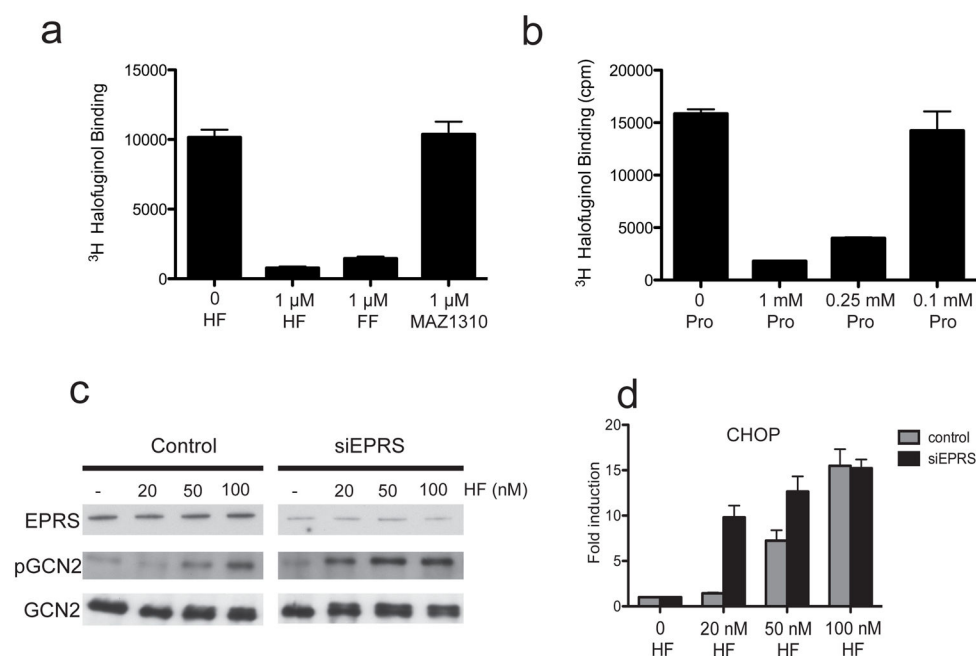 a
³H Halofuginol Binding
15000
10000
5000
0
0
HF
1 µM
HF
1 µM
FF
1 µM
MAZ1310
b
³H Halofuginol Binding (cpm)
20000
15000
10000
5000
0
0
Pro
1 mM
Pro
0.25 mM
Pro
0.1 mM
Pro
c
Control
siEPRS
- 20 50 100 - 20 50 100 HF (nM)
EPRS
pGCN2
GCN2
d
CHOP
control
siEPRS
Fold induction
20
15
10
5
0
0
HF
20 nM
HF
50 nM
HF
100 nM
HF